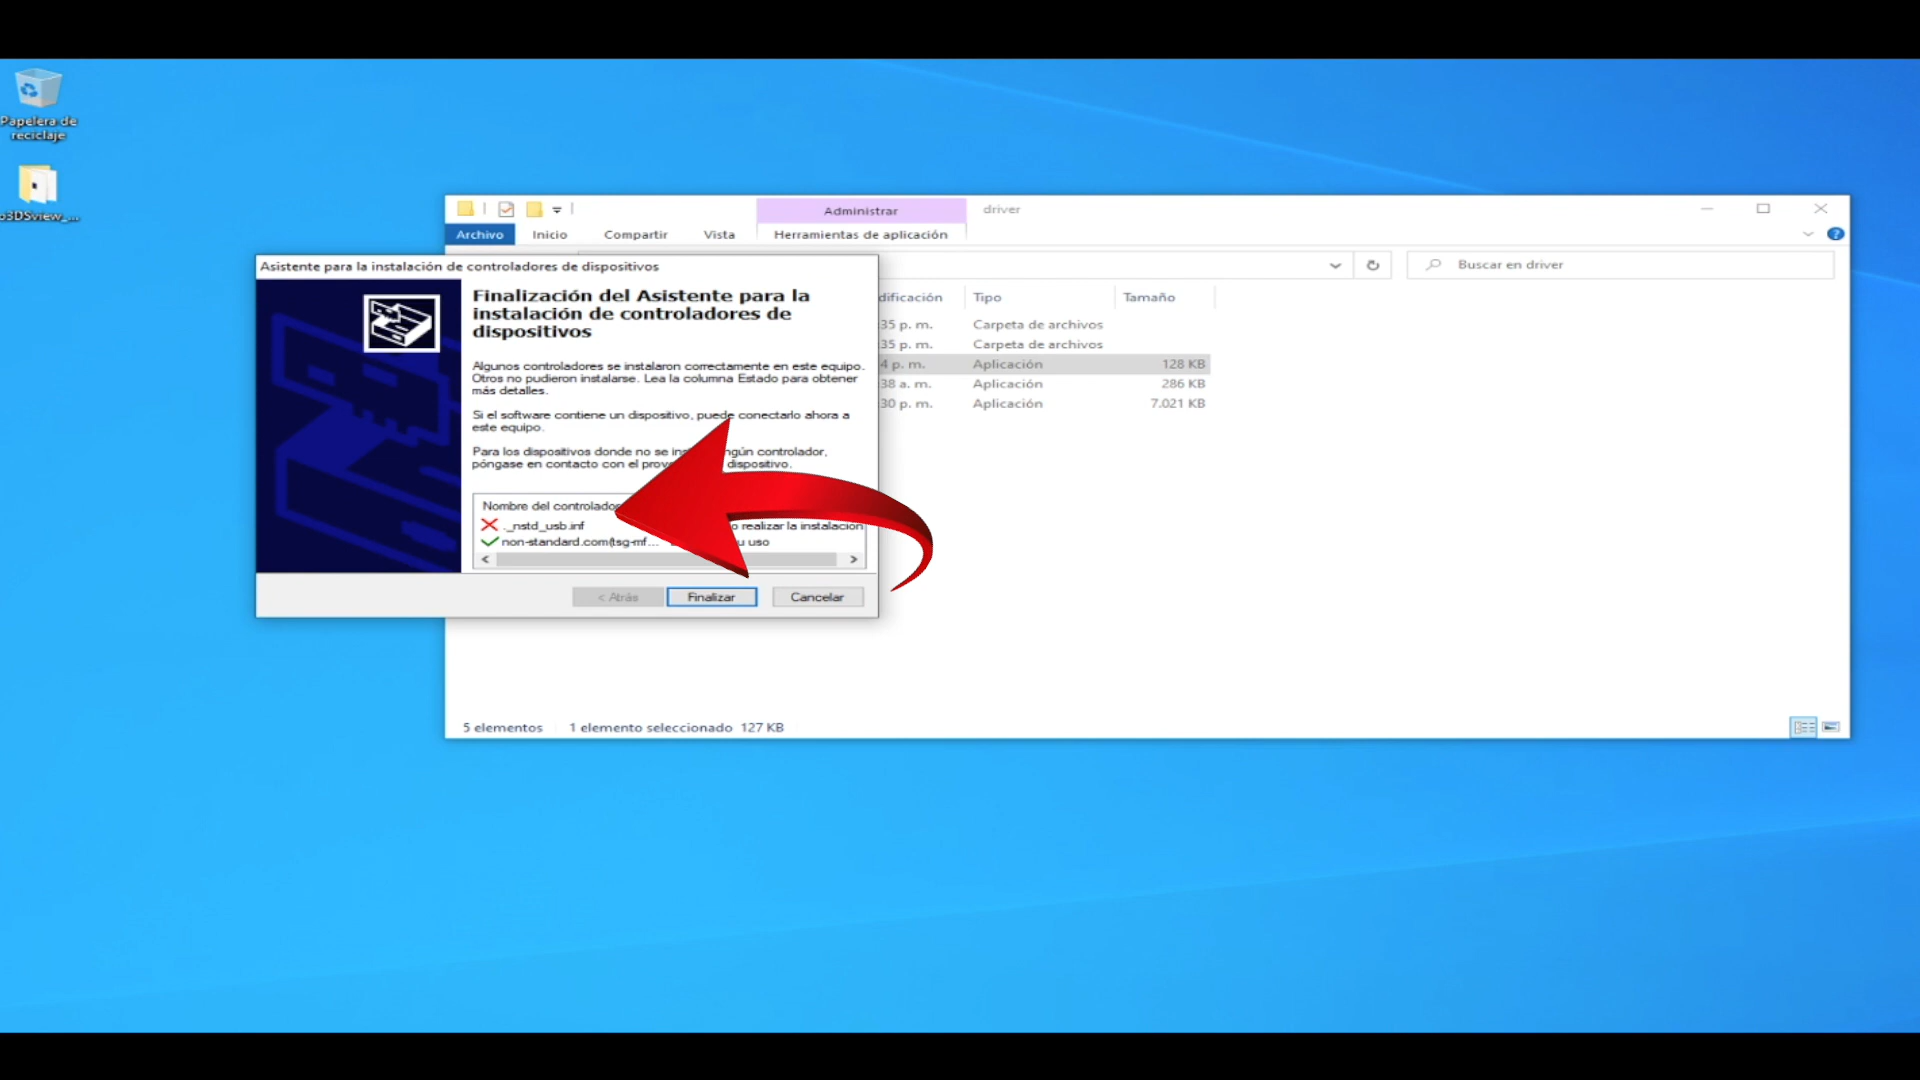 Papelera de
reciclaje
Administrar
driver
Archivo
Inicio
Compartir
Vista
Herramientas de aplicación
Buscar en driver
Asistente para la instalación de controladores de dispositivos
Finalización del Asistente para la
instalación de controladores de
dispositivos
Algunos controladores se instalaron correctamente en este equipo.
Otros no pudieron instalarse. Lea la columna Estado para obtener
más detalles.
Si el software contiene un dispositivo, puede conectarlo ahora a
este equipo.
Para los dispositivos donde no se ngún controlador,
póngase en contacto con el dispositivo.
Nombre del controlador
._nstd_usb.inf o realizar la instalación
non-standard.com(tsg-mf... u uso
< Atrás
Finalizar
Cancelar
dificación
Tipo
Tamaño
35 p. m. Carpeta de archivos
35 p. m. Carpeta de archivos
4 p. m. Aplicación 128 KB
38 a. m. Aplicación 286 KB
30 p. m. Aplicación 7.021 KB
5 elementos
1 elemento seleccionado 127 KB